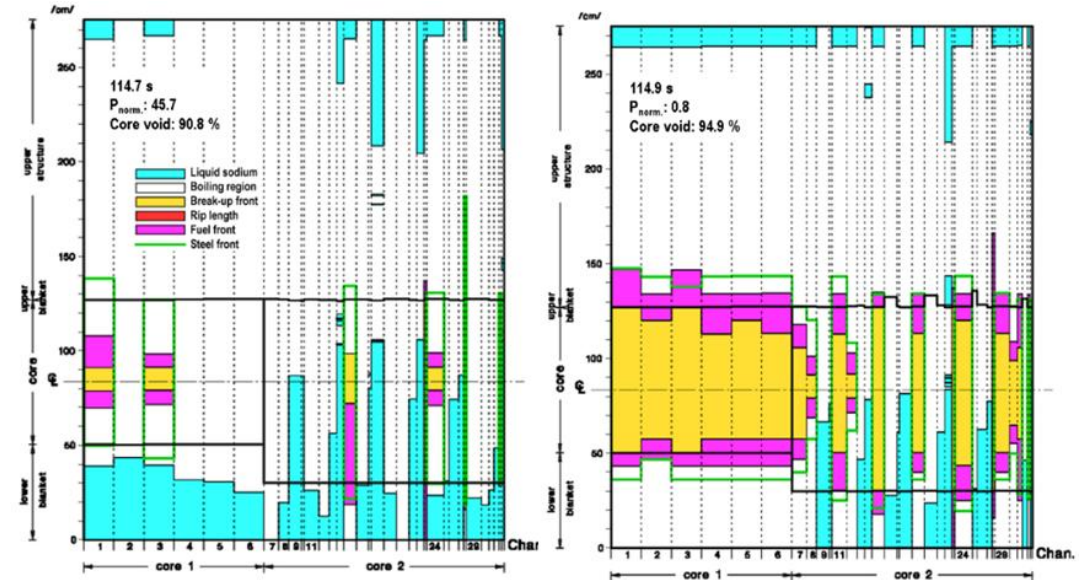 /cm/
250
200
150
100
50
0
upper structure
upper blanket
core
lower blanket
114.7 s
Pnorm.: 45.7
Core void: 90.8 %
Liquid sodium
Boiling region
Break-up front
Rip length
Fuel front
Steel front
1 2 3 4 5 6 7 8 9 11 24 29 Chan
core 1 core 2
/cm/
250
200
150
100
50
0
upper structure
upper blanket
core
lower blanket
114.9 s
Pnorm.: 0.8
Core void: 94.9 %
1 2 3 4 5 6 7 8 9 11 24 29 Chan.
core 1 core 2